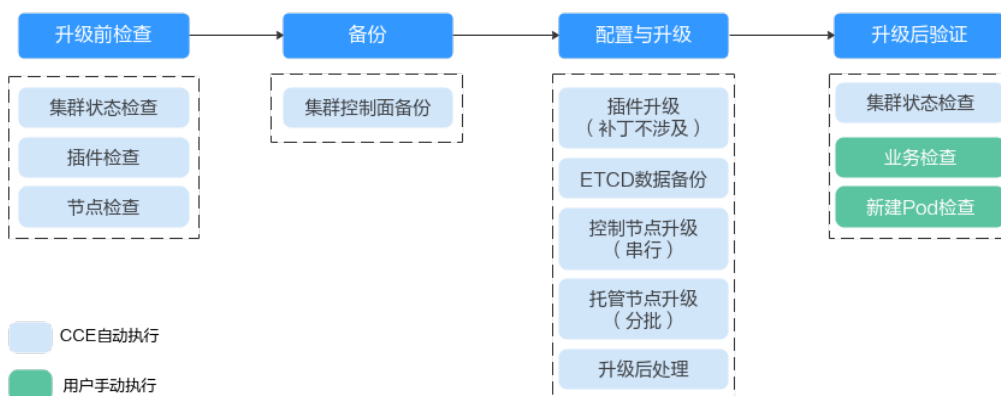 升级前检查
备份
配置与升级
升级后验证
集群状态检查
插件检查
节点检查
集群控制面备份
插件升级
（补丁不涉及）
ETCD数据备份
控制节点升级
（串行）
托管节点升级
（分批）
升级后处理
集群状态检查
业务检查
新建Pod检查
CCE自动执行
用户手动执行